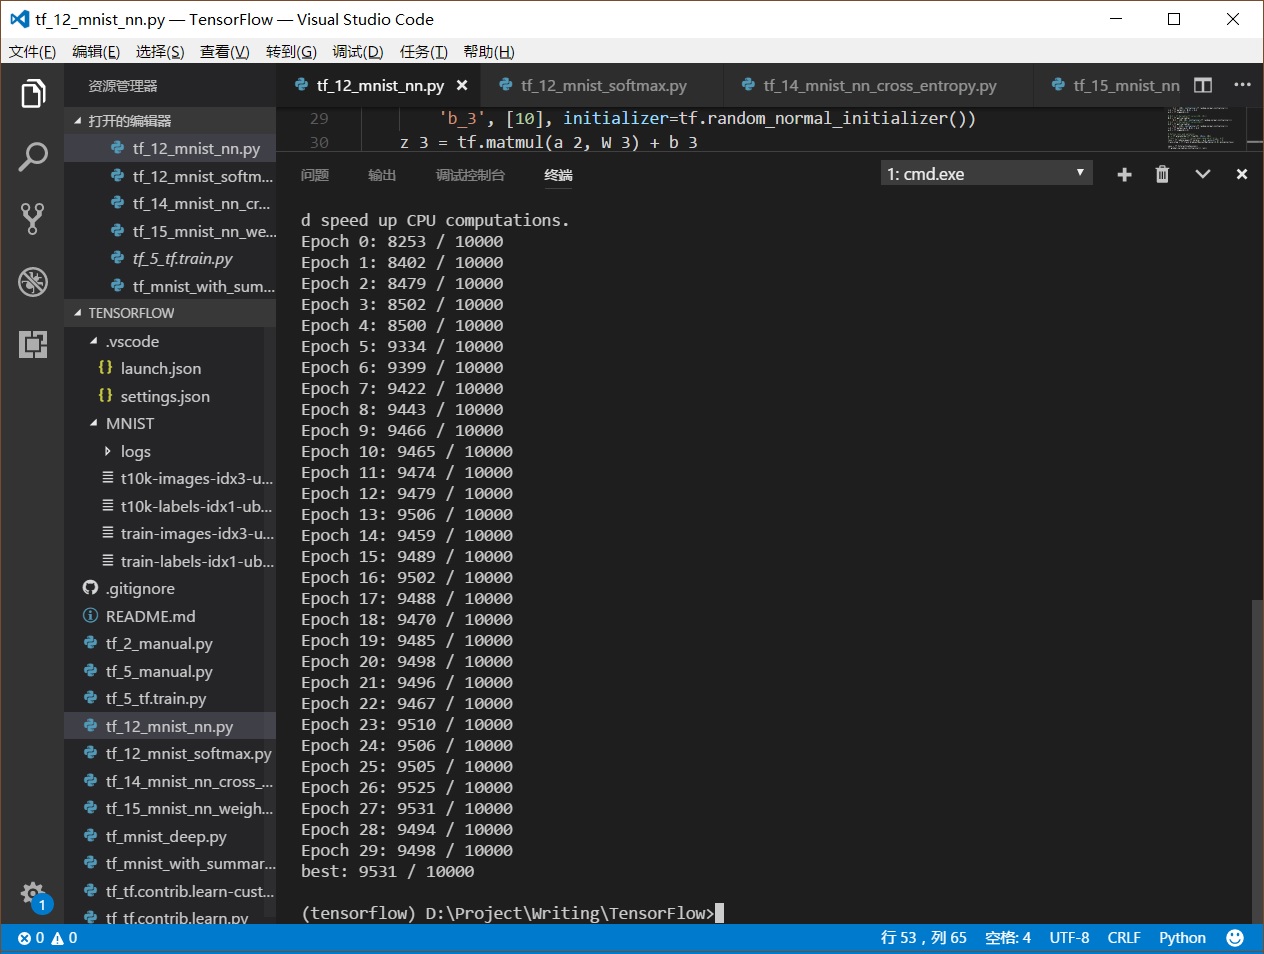 tf_12_mnist_nn.py — TensorFlow — Visual Studio Code
文件(F) 编辑(E) 选择(S) 查看(V) 转到(G) 调试(D) 任务(T) 帮助(H)
资源管理器
打开的编辑器
tf_12_mnist_nn.py
tf_12_mnist_softm...
tf_14_mnist_nn_cr...
tf_15_mnist_nn_we...
tf_5_tf.train.py
tf_mnist_with_sum...
TENSORFLOW
.vscode
launch.json
settings.json
MNIST
logs
t10k-images-idx3-u...
t10k-labels-idx1-ub...
train-images-idx3-u...
train-labels-idx1-ub...
.gitignore
README.md
tf_2_manual.py
tf_5_manual.py
tf_5_tf.train.py
tf_12_mnist_nn.py
tf_12_mnist_softmax.py
tf_14_mnist_nn_cross_...
tf_15_mnist_nn_weigh...
tf_mnist_deep.py
tf_mnist_with_summar...
tf_tf.contrib.learn-cust...
tf_tf.contrib.learn.py
1
tf_12_mnist_nn.py tf_12_mnist_softmax.py tf_14_mnist_nn_cross_entropy.py tf_15_mnist_nn
29 'b_3', [10], initializer=tf.random_normal_initializer())
30 z_3 = tf.matmul(a_2, W_3) + b_3
问题 输出 调试控制台 终端 1: cmd.exe
d speed up CPU computations.
Epoch 0: 8253 / 10000
Epoch 1: 8402 / 10000
Epoch 2: 8479 / 10000
Epoch 3: 8502 / 10000
Epoch 4: 8500 / 10000
Epoch 5: 9334 / 10000
Epoch 6: 9399 / 10000
Epoch 7: 9422 / 10000
Epoch 8: 9443 / 10000
Epoch 9: 9466 / 10000
Epoch 10: 9465 / 10000
Epoch 11: 9474 / 10000
Epoch 12: 9479 / 10000
Epoch 13: 9506 / 10000
Epoch 14: 9459 / 10000
Epoch 15: 9489 / 10000
Epoch 16: 9502 / 10000
Epoch 17: 9488 / 10000
Epoch 18: 9470 / 10000
Epoch 19: 9485 / 10000
Epoch 20: 9498 / 10000
Epoch 21: 9496 / 10000
Epoch 22: 9467 / 10000
Epoch 23: 9510 / 10000
Epoch 24: 9506 / 10000
Epoch 25: 9505 / 10000
Epoch 26: 9525 / 10000
Epoch 27: 9531 / 10000
Epoch 28: 9494 / 10000
Epoch 29: 9498 / 10000
best: 9531 / 10000
(tensorflow) D:\Project\Writing\TensorFlow>
0 0 行 53，列 65 空格: 4 UTF-8 CRLF Python